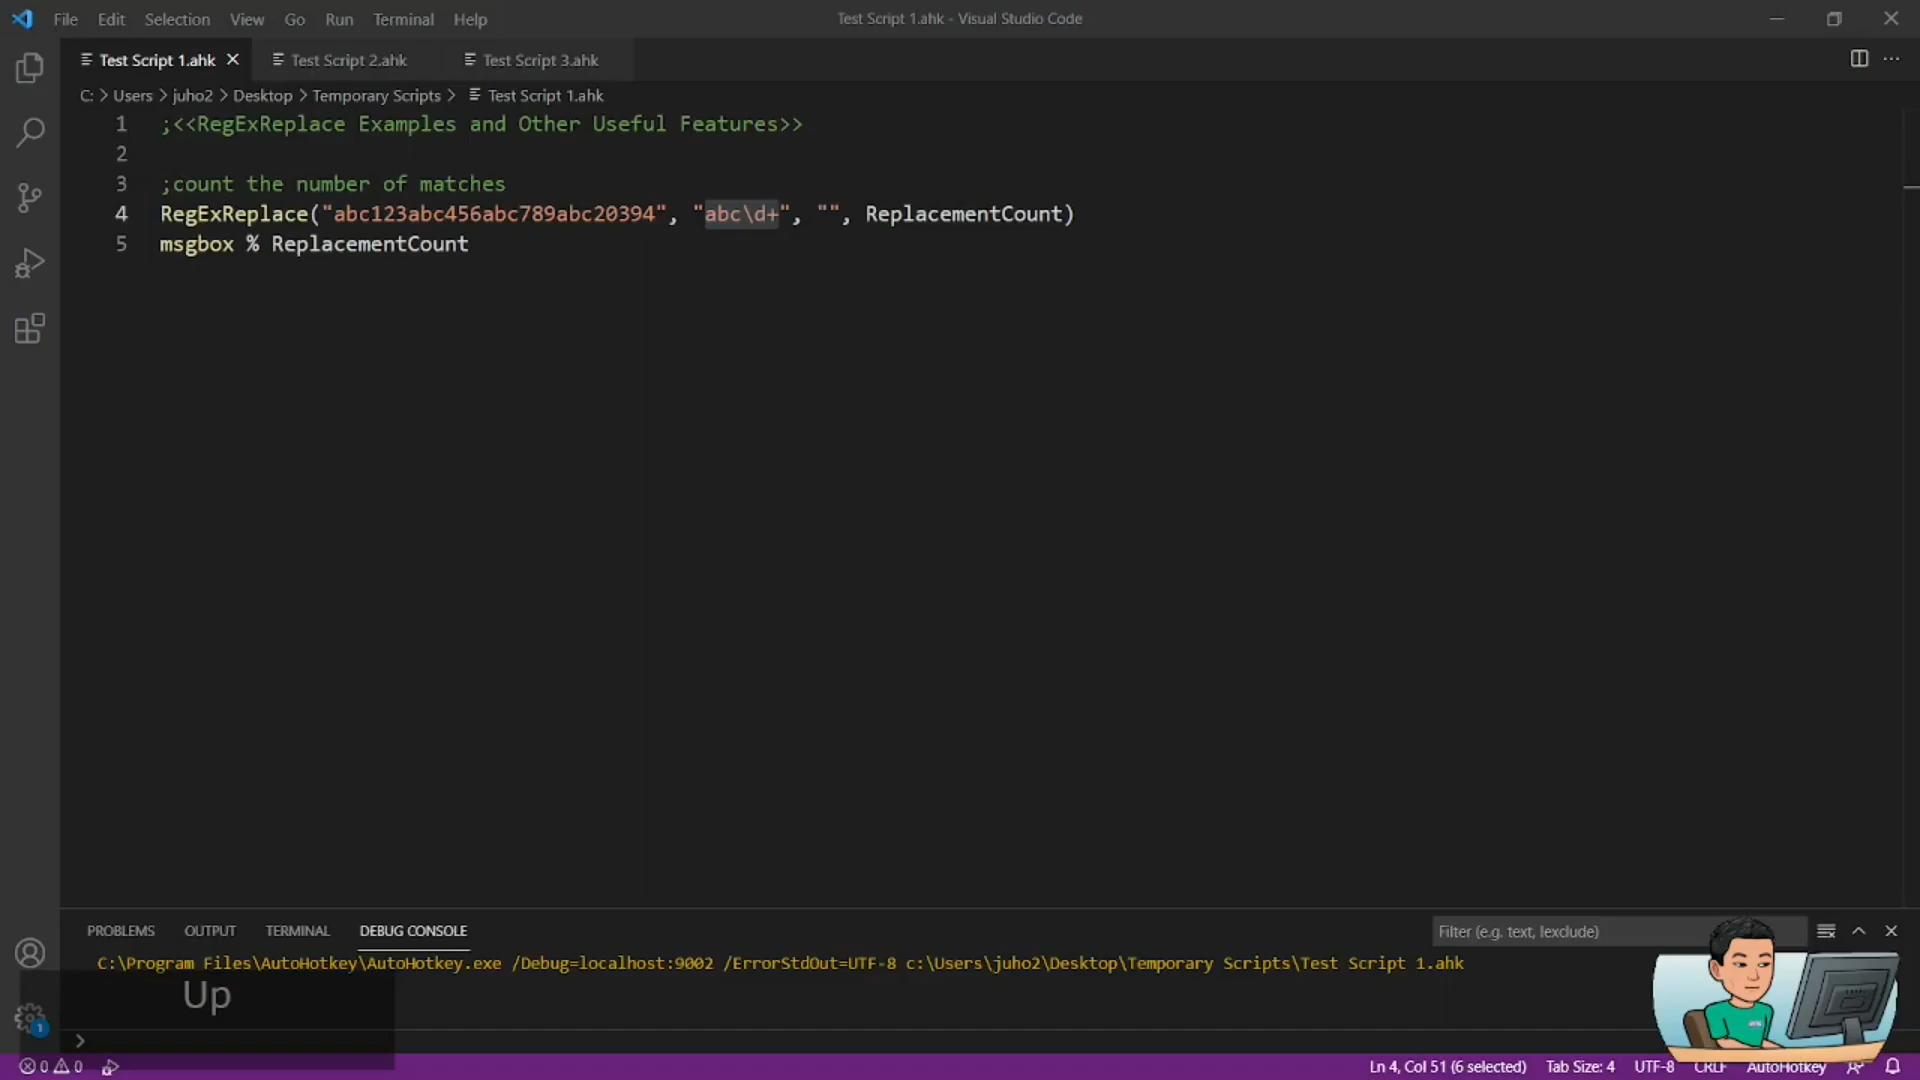 File Edit Selection View Go Run Terminal Help
Test Script 1.ahk - Visual Studio Code
Test Script 1.ahk Test Script 2.ahk Test Script 3.ahk
C: > Users > juho2 > Desktop > Temporary Scripts > Test Script 1.ahk
1 ;<<RegExReplace Examples and Other Useful Features>>
2
3 ;count the number of matches
4 RegExReplace("abc123abc456abc789abc20394", "abc\d+", "", ReplacementCount)
5 msgbox % ReplacementCount
PROBLEMS OUTPUT TERMINAL DEBUG CONSOLE
Filter (e.g. text, !exclude)
C:\Program Files\AutoHotkey\AutoHotkey.exe /Debug=localhost:9002 /ErrorStdOut=UTF-8 c:\Users\juho2\Desktop\Temporary Scripts\Test Script 1.ahk
Up
1
>
0 0
Ln 4, Col 51 (6 selected) Tab Size: 4 UTF-8 CRLF AutoHotkey